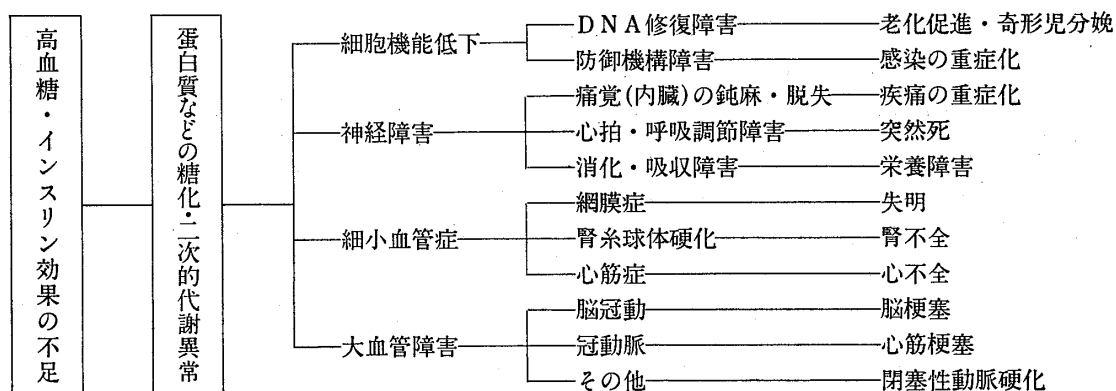 高血糖・インスリン効果の不足
蛋白質などの糖化・二次的代謝異常
細胞機能低下
DNA修復障害
老化促進・奇形児分娩
防御機構障害
感染の重症化
神経障害
痛覚(内臓)の鈍麻・脱失
疾痛の重症化
心拍・呼吸調節障害
突然死
消化・吸収障害
栄養障害
細小血管症
網膜症
失明
腎糸球体硬化
腎不全
心筋症
心不全
大血管障害
脳冠動
脳梗塞
冠動脈
心筋梗塞
その他
閉塞性動脈硬化